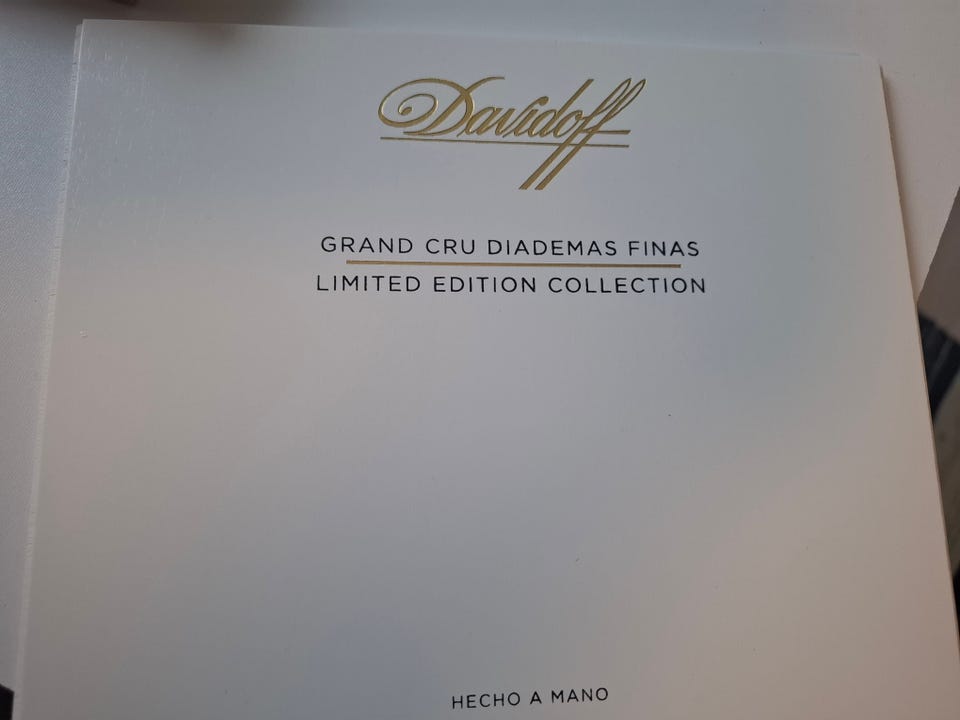 Davidoff
GRAND CRU DIADEMAS FINAS
LIMITED EDITION COLLECTION
HECHO A MANO